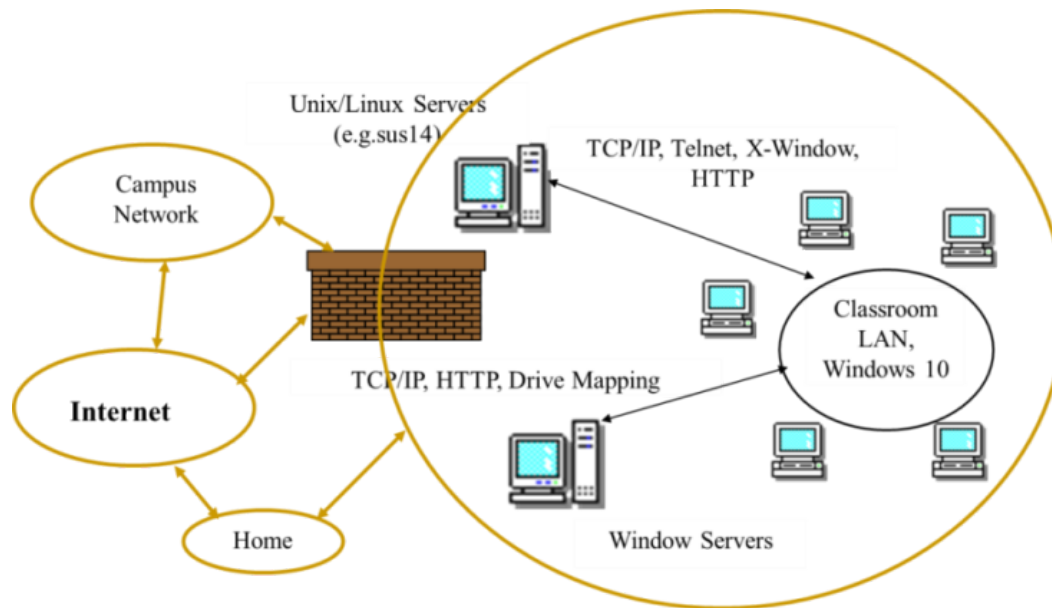 Unix/Linux Servers
(e.g.sus14)
TCP/IP, Telnet, X-Window,
HTTP
Campus
Network
Classroom
LAN,
Windows 10
TCP/IP, HTTP, Drive Mapping
Internet
Home
Window Servers